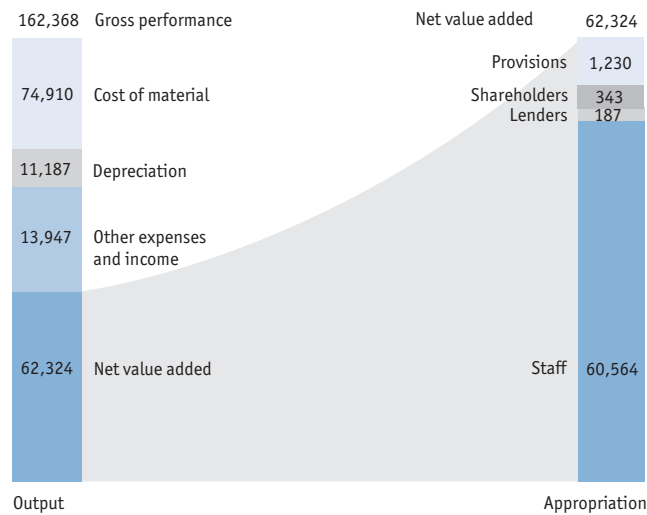 162,368 Gross performance
74,910 Cost of material
11,187 Depreciation
13,947 Other expenses
and income
62,324 Net value added
Output
Net value added 62,324
Provisions 1,230
Shareholders 343
Lenders 187
Staff 60,564
Appropriation